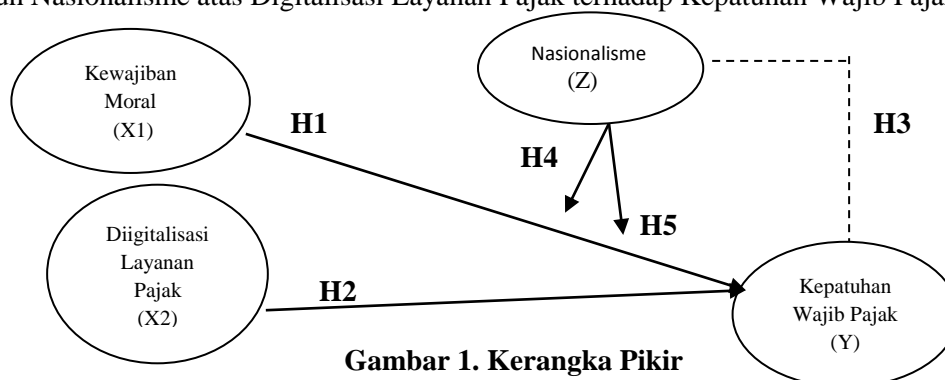 un Nasionalisme atas Digitalisasi Layanan Pajak terhadap Kepatuhan Wajib Paja
Kewajiban
Moral
(X1)
Nasionalisme
(Z)
H1
H3
H4
H5
Diigitalisasi
Layanan
Pajak
(X2)
H2
Kepatuhan
Wajib Pajak
(Y)
Gambar 1. Kerangka Pikir